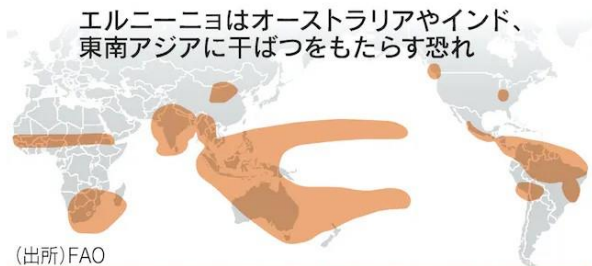 エルニーニョはオーストラリアやインド、
東南アジアに干ばつをもたらす恐れ
(出所)FAO